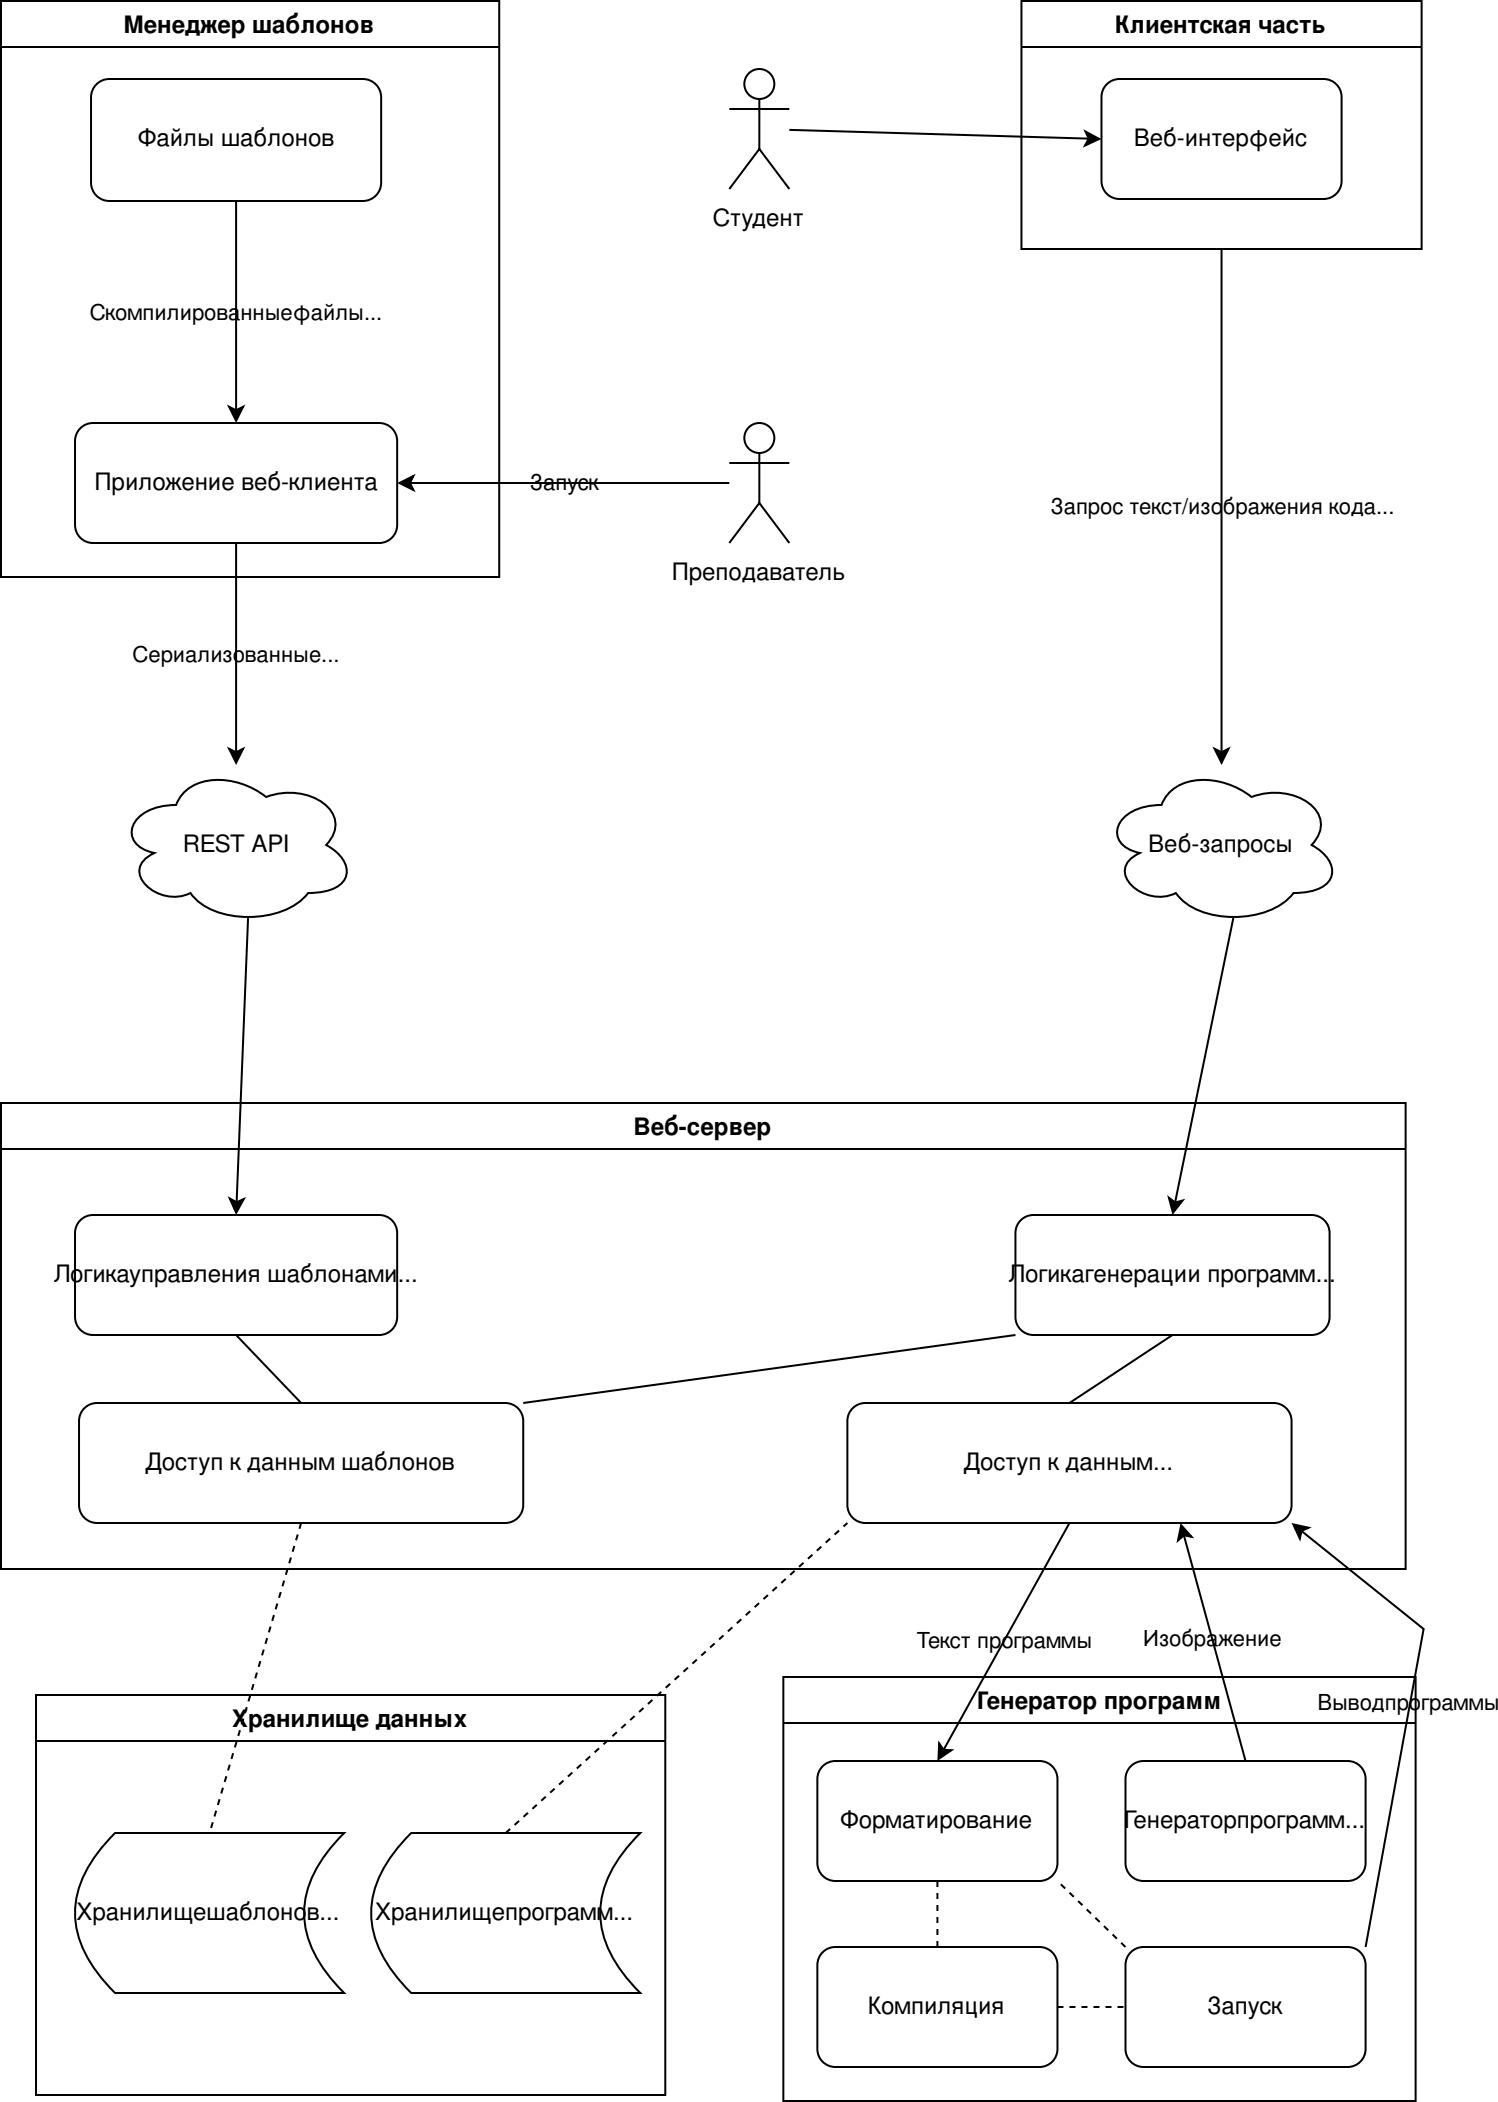 Менеджер шаблонов
Клиентская часть
Файлы шаблонов
Веб-интерфейс
Студент
Скомпилированныефайлы...
Приложение веб-клиента
Запуск
Запрос текст/изображения кода...
Преподаватель
Сериализованные...
REST API
Веб-запросы
Веб-сервер
Логикауправления шаблонами...
Логикагенерации программ...
Доступ к данным шаблонов
Доступ к данным...
Текст программы
Изображение
Хранилище данных
Генератор программ
Выводпрограммы
Форматирование
Генераторпрограмм...
Хранилищешаблонов...
Хранилищепрограмм...
Компиляция
Запуск